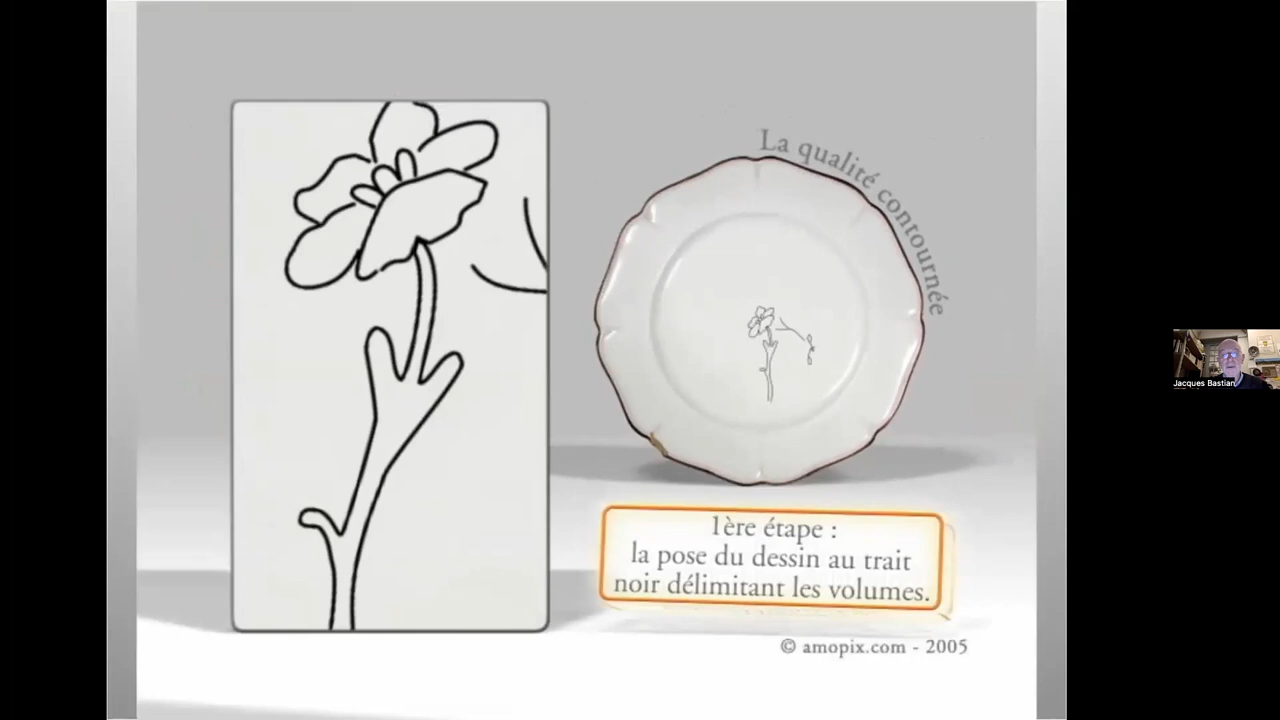 La qualité contournée
1ère étape :
la pose du dessin au trait
noir délimitant les volumes.
© amopix.com - 2005
Jacques Bastian